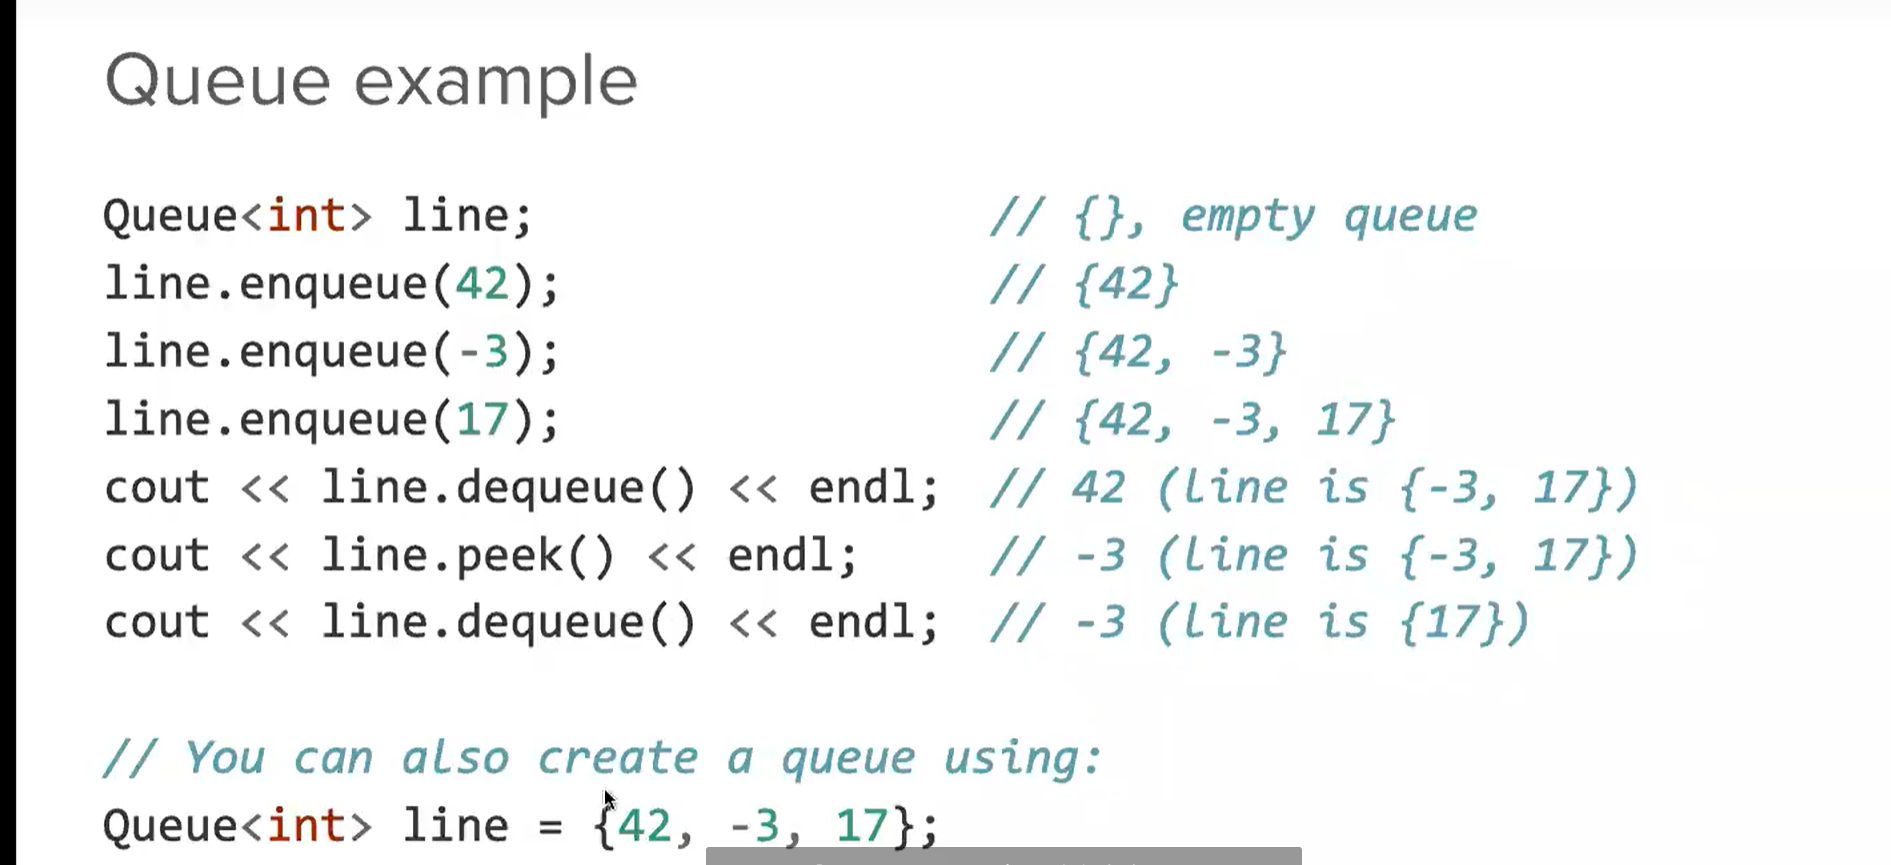 Queue example
Queue<int> line; // {}, empty queue
line.enqueue(42); // {42}
line.enqueue(-3); // {42, -3}
line.enqueue(17); // {42, -3, 17}
cout << line.dequeue() << endl; // 42 (line is {-3, 17})
cout << line.peek() << endl; // -3 (line is {-3, 17})
cout << line.dequeue() << endl; // -3 (line is {17})
// You can also create a queue using:
Queue<int> line = {42, -3, 17};